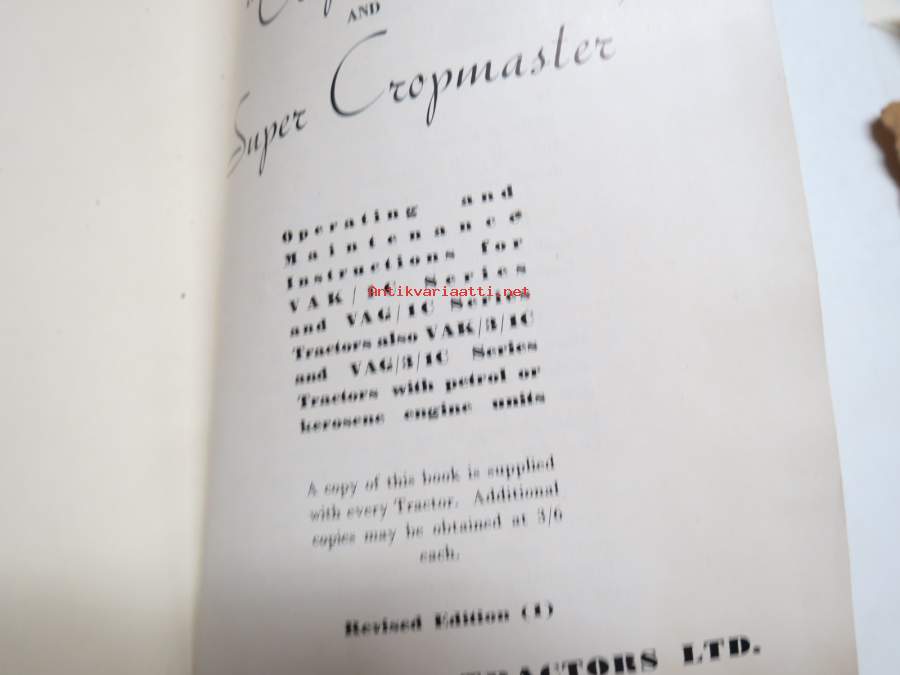 AND
Super Cropmaster
Operating and
Maintenance
Instructions for
VAK/1C Series
and VAG/1C Series
Tractors also VAK/3/1C
and VAG/3/1C Series
Tractors with petrol or
kerosene engine units
Antikvariaatti.net
A copy of this book is supplied
with every Tractor. Additional
copies may be obtained at 3/6
each.
Revised Edition (1)
TRACTORS LTD.